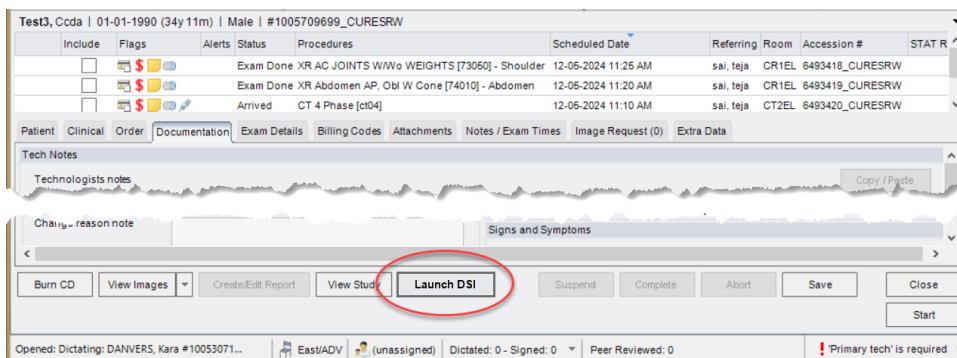 Test3, Ccda | 01-01-1990 (34y 11m) | Male | #1005709699_CURESRW
Include Flags Alerts Status Procedures Scheduled Date Referring Room Accession # STAT R
Exam Done XR AC JOINTS W/Wo WEIGHTS [73050] - Shoulder 12-05-2024 11:25 AM sai, teja CR1EL 6493418_CURESRW
Exam Done XR Abdomen AP, Obl W Cone [74010] - Abdomen 12-05-2024 11:20 AM sai, teja CR1EL 6493419_CURESRW
Arrived CT 4 Phase [ct04] 12-05-2024 11:10 AM sai, teja CT2EL 6493420_CURESRW
Patient Clinical Order Documentation Exam Details Billing Codes Attachments Notes / Exam Times Image Request (0) Extra Data
Tech Notes
Technologists notes Copy / Paste
Change reason note Signs and Symptoms
Burn CD View Images Create/Edit Report View Study Launch DSI Suspend Complete Abort Save Close
Start
Opened: Dictating: DANVERS, Kara #10053071... East/ADV (unassigned) Dictated: 0 - Signed: 0 Peer Reviewed: 0 ! 'Primary tech' is required